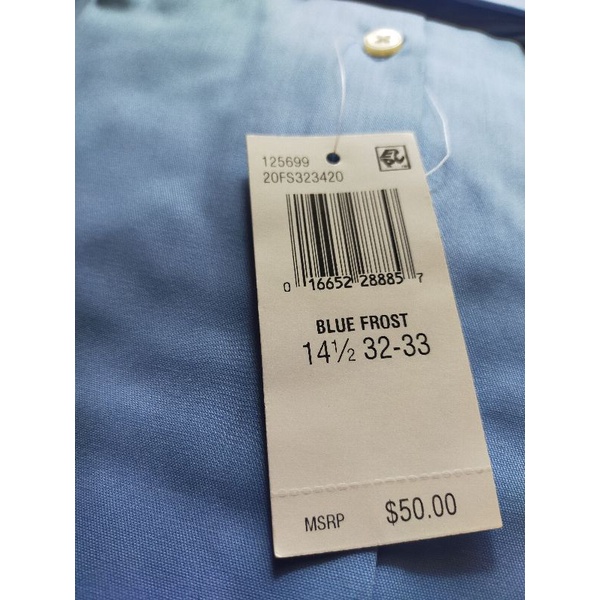 125699
20FS323420
0 16652 28885 7
BLUE FROST
14½ 32-33
MSRP $50.00